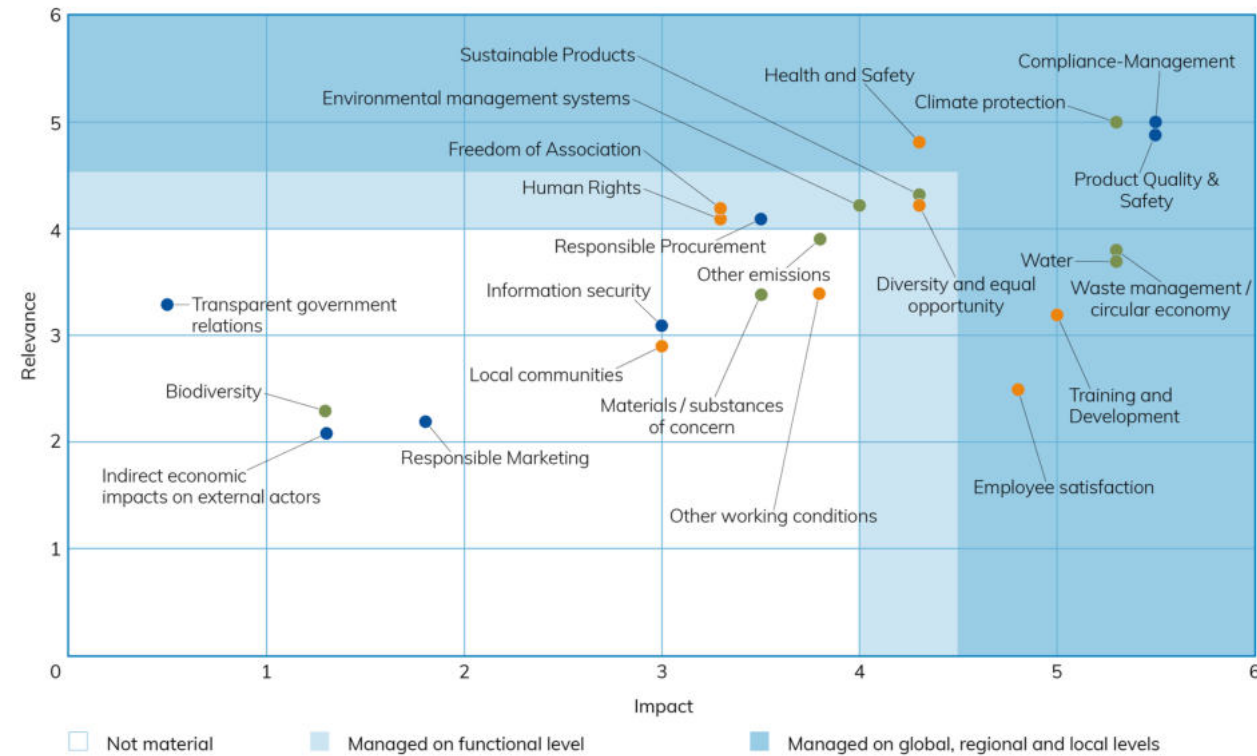 6
Sustainable Products
Health and Safety
Compliance-Management
Environmental management systems
Climate protection
5
Freedom of Association
Human Rights
Product Quality &
Safety
4
Responsible Procurement
Other emissions
Water
Diversity and equal
opportunity
Waste management /
circular economy
Information security
Transparent government
relations
3
Relevance
Local communities
Biodiversity
Materials / substances
of concern
Training and
Development
2
Responsible Marketing
Indirect economic
impacts on external actors
Employee satisfaction
Other working conditions
1
0
1
2
3
4
5
6
Impact
Not material
Managed on functional level
Managed on global, regional and local levels